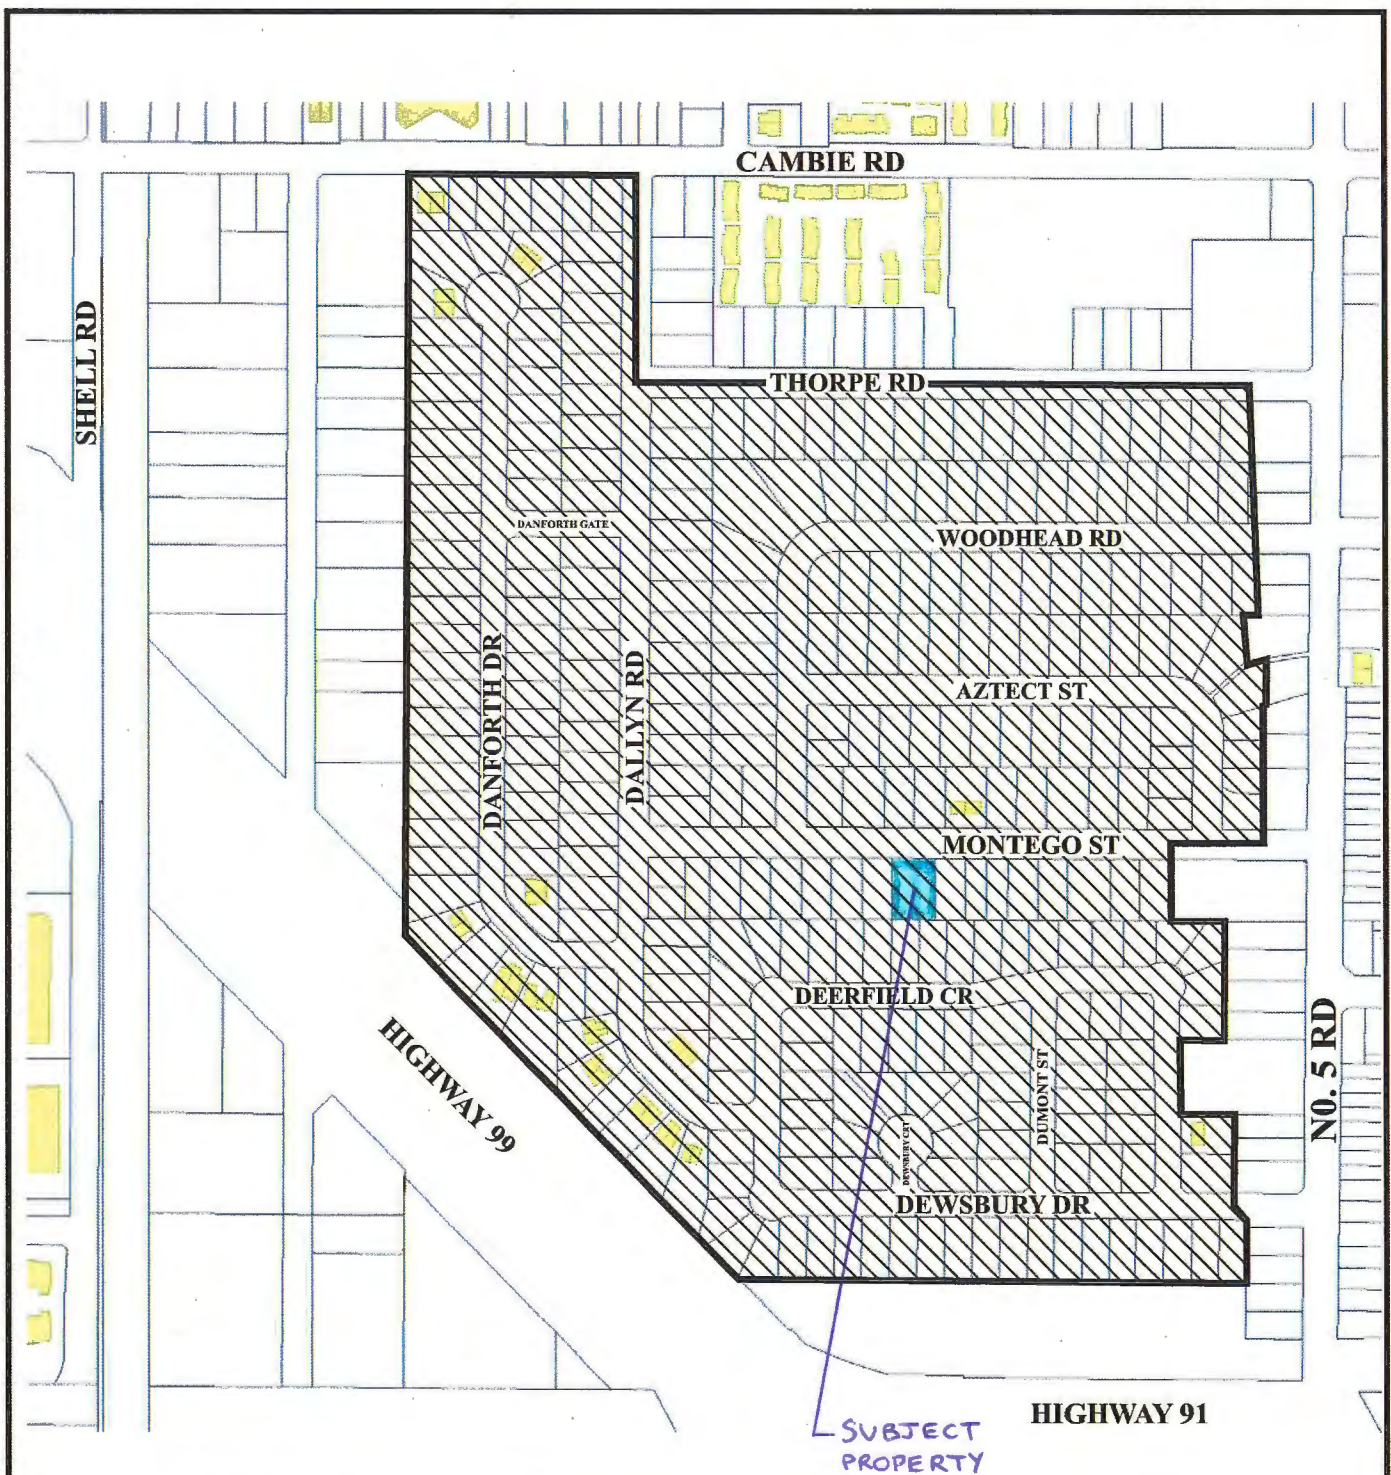 CAMBIE RD
SHELL RD
THORPE RD
DANFORTH GATE
WOODHEAD RD
DANFORTH DR
DALLYN RD
AZTECT ST
MONTEGO ST
DEERFIELD CR
HIGHWAY 99
DUMONT ST
N0. 5 RD
DEWSBURY CRT
DEWSBURY DR
HIGHWAY 91
SUBJECT
PROPERTY